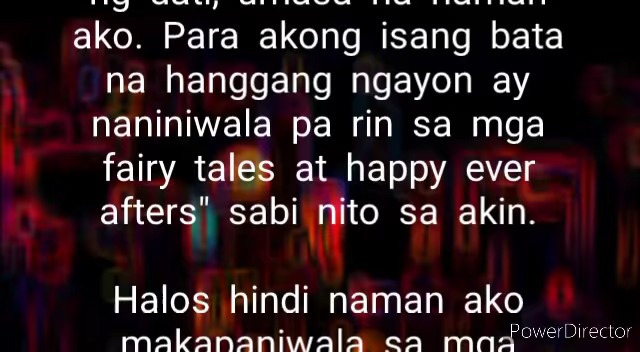 ng dati, umasa na naman
ako. Para akong isang bata
na hanggang ngayon ay
naniniwala pa rin sa mga
fairy tales at happy ever
afters" sabi nito sa akin.
Halos hindi naman ako
makapaniwala sa mga
PowerDirector